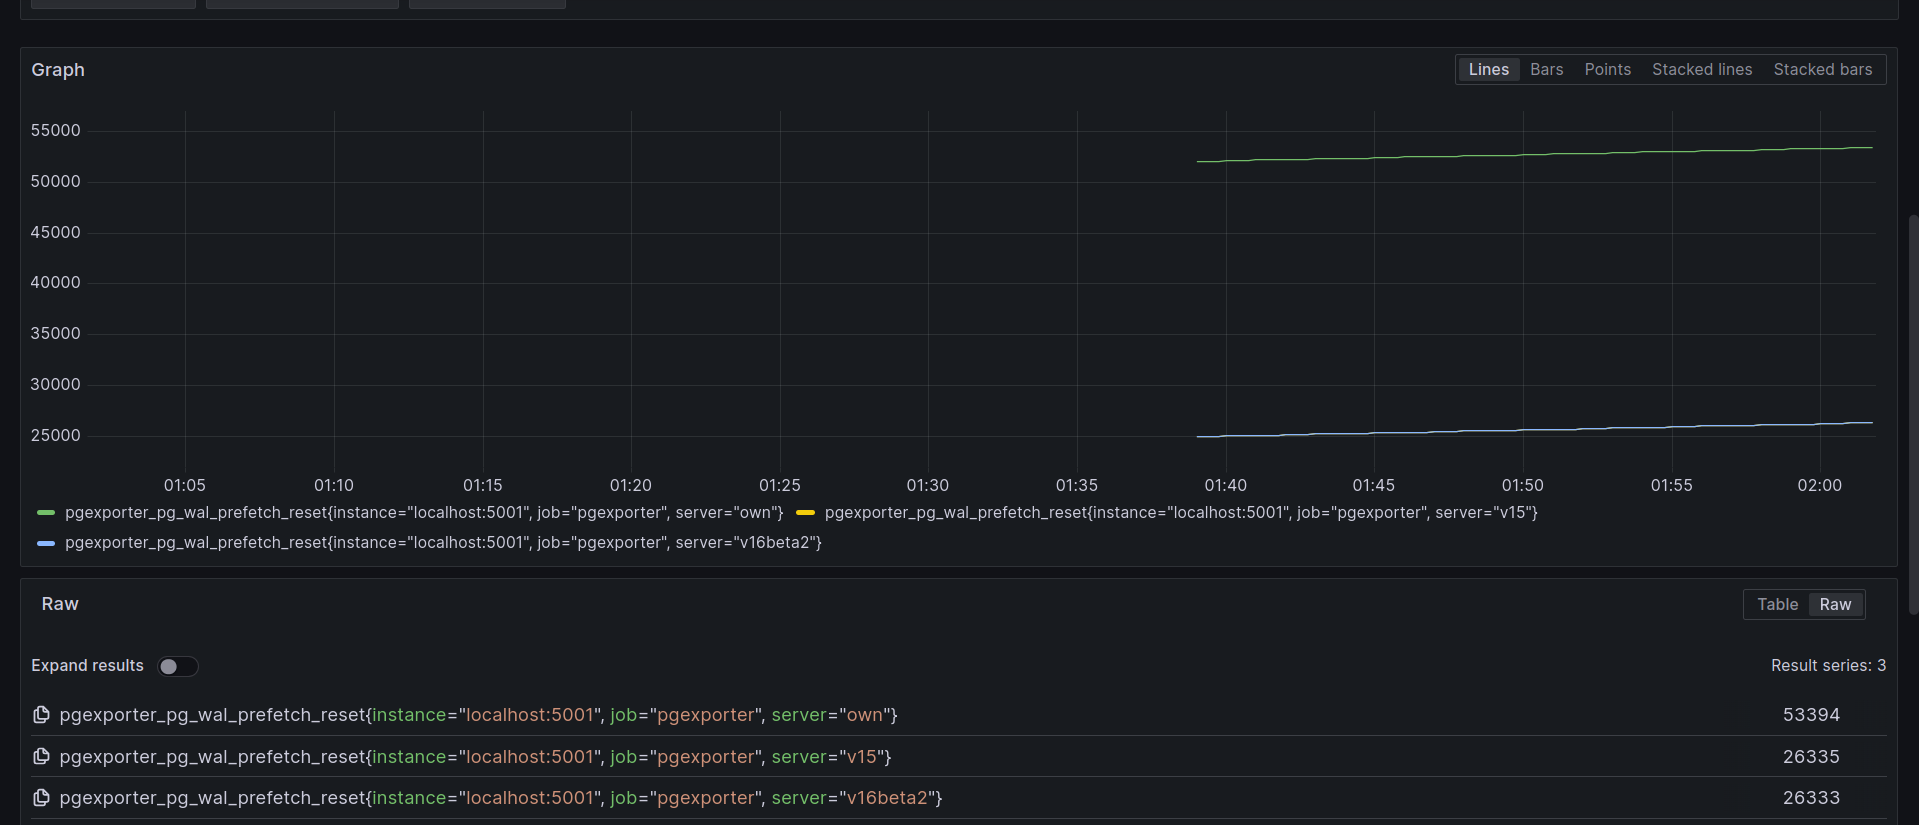 Graph
Lines Bars Points Stacked lines Stacked bars
55000
50000
45000
40000
35000
30000
25000
01:05 01:10 01:15 01:20 01:25 01:30 01:35 01:40 01:45 01:50 01:55 02:00
pgexporter_pg_wal_prefetch_reset{instance="localhost:5001", job="pgexporter", server="own"} pgexporter_pg_wal_prefetch_reset{instance="localhost:5001", job="pgexporter", server="v15"}
pgexporter_pg_wal_prefetch_reset{instance="localhost:5001", job="pgexporter", server="v16beta2"}
Raw
Table Raw
Expand results
Result series: 3
pgexporter_pg_wal_prefetch_reset{instance="localhost:5001", job="pgexporter", server="own"} 53394
pgexporter_pg_wal_prefetch_reset{instance="localhost:5001", job="pgexporter", server="v15"} 26335
pgexporter_pg_wal_prefetch_reset{instance="localhost:5001", job="pgexporter", server="v16beta2"} 26333